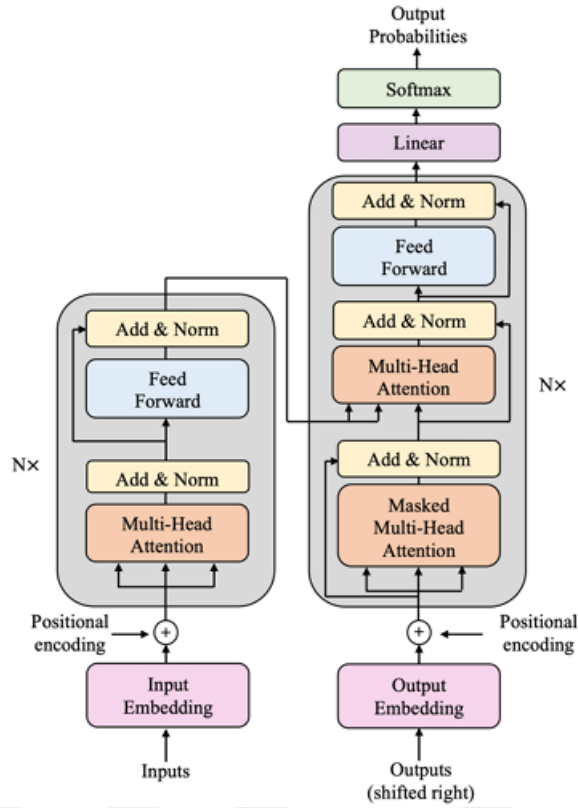 Output
Probabilities
Softmax
Linear
Add & Norm
Feed
Forward
Add & Norm
Multi-Head
Attention
Add & Norm
Masked
Multi-Head
Attention
N×
Positional
encoding
Output
Embedding
Outputs
(shifted right)
Add & Norm
Feed
Forward
Add & Norm
Multi-Head
Attention
N×
Positional
encoding
Input
Embedding
Inputs